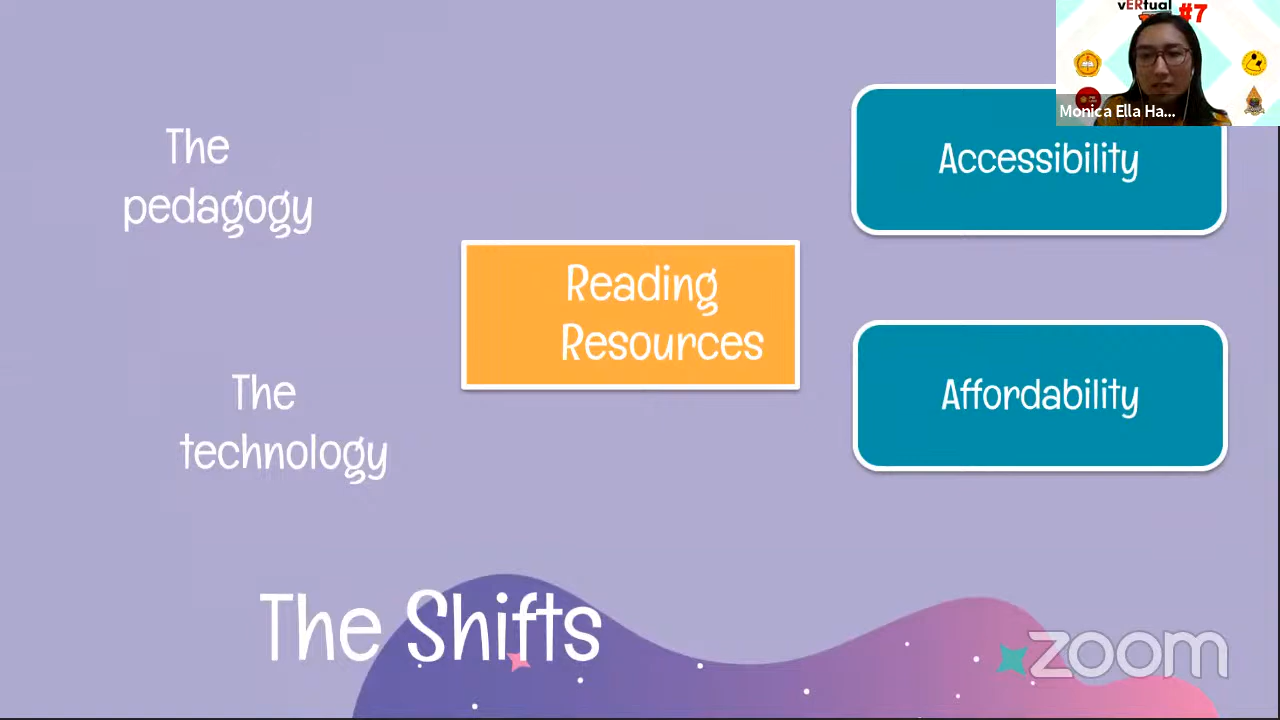 vERtual
#7
Monica Ella Ha...
The
pedagogy
Accessibility
Reading
Resources
The
technology
Affordability
The Shifts
zoom